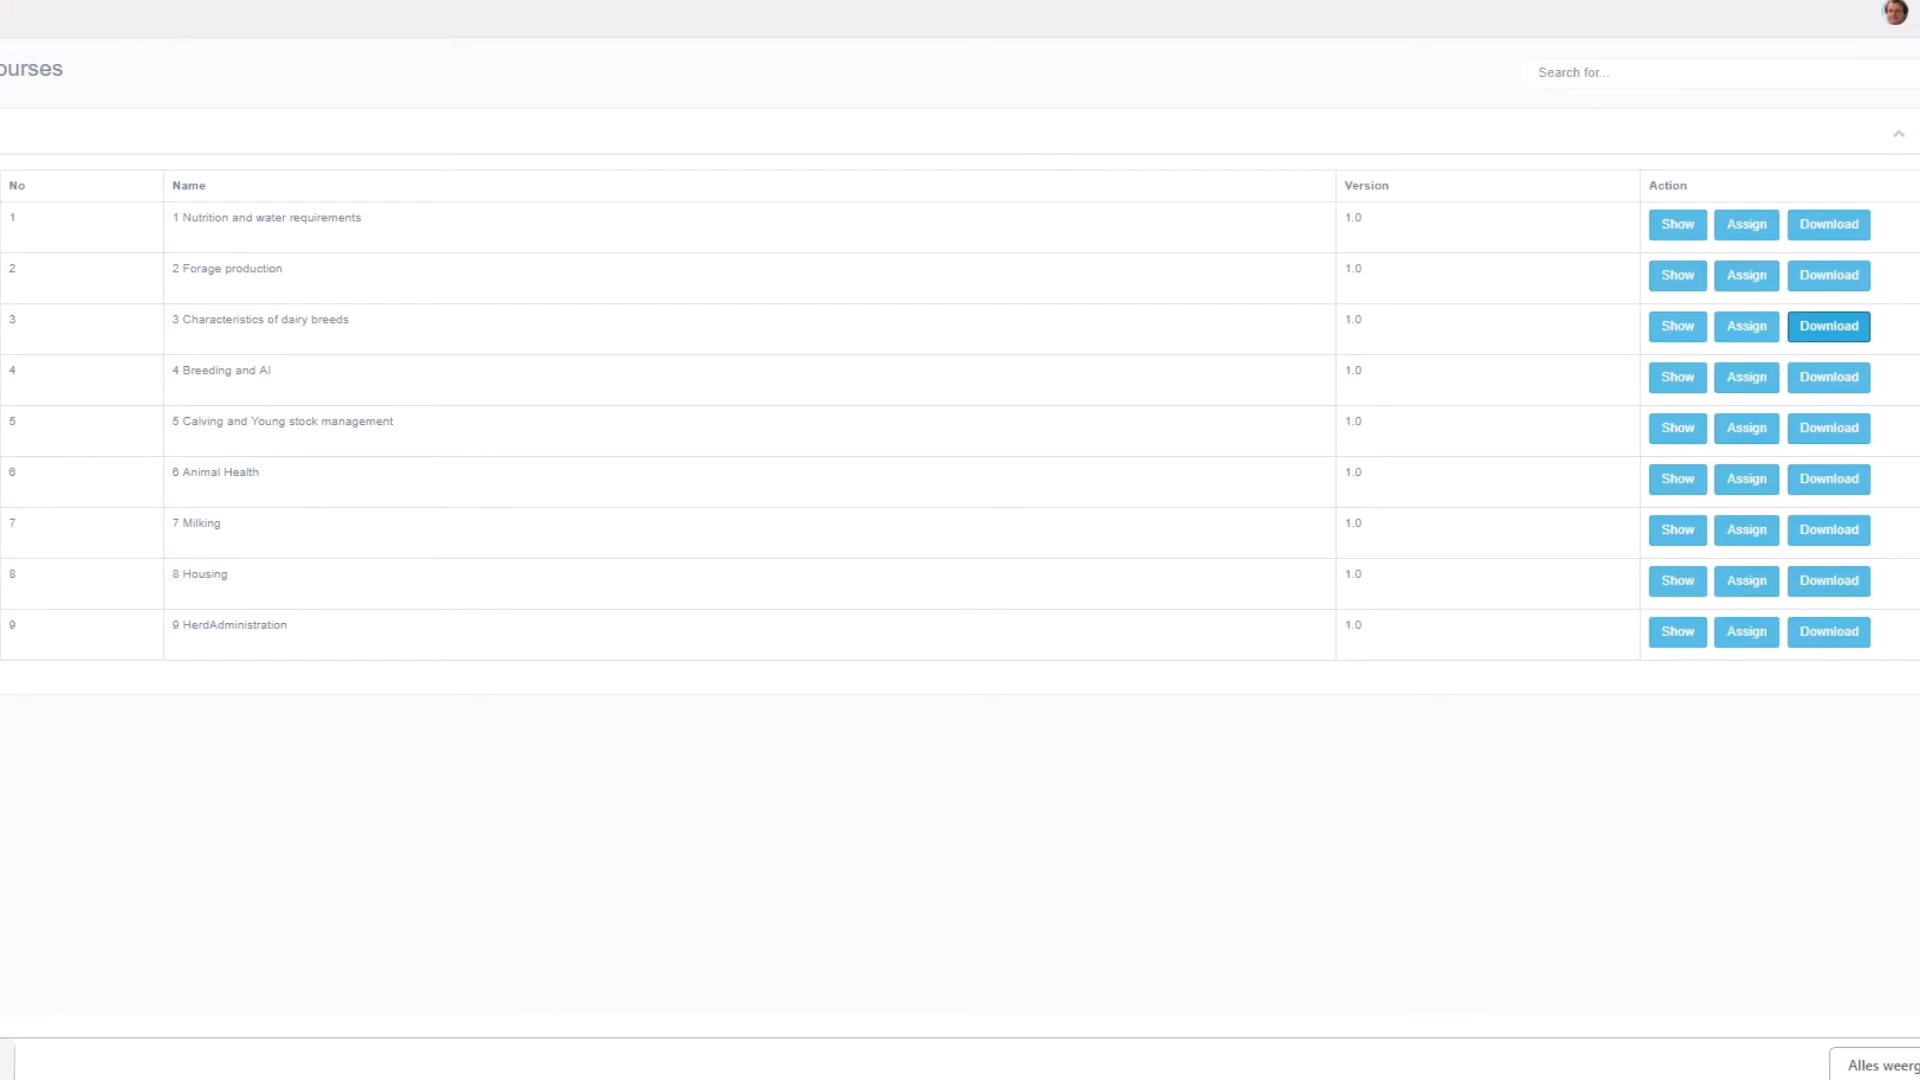 ourses
Search for...
No Name Version Action
1 1 Nutrition and water requirements 1.0 Show Assign Download
2 2 Forage production 1.0 Show Assign Download
3 3 Characteristics of dairy breeds 1.0 Show Assign Download
4 4 Breeding and AI 1.0 Show Assign Download
5 5 Calving and Young stock management 1.0 Show Assign Download
6 6 Animal Health 1.0 Show Assign Download
7 7 Milking 1.0 Show Assign Download
8 8 Housing 1.0 Show Assign Download
9 9 HerdAdministration 1.0 Show Assign Download
Alles weerg